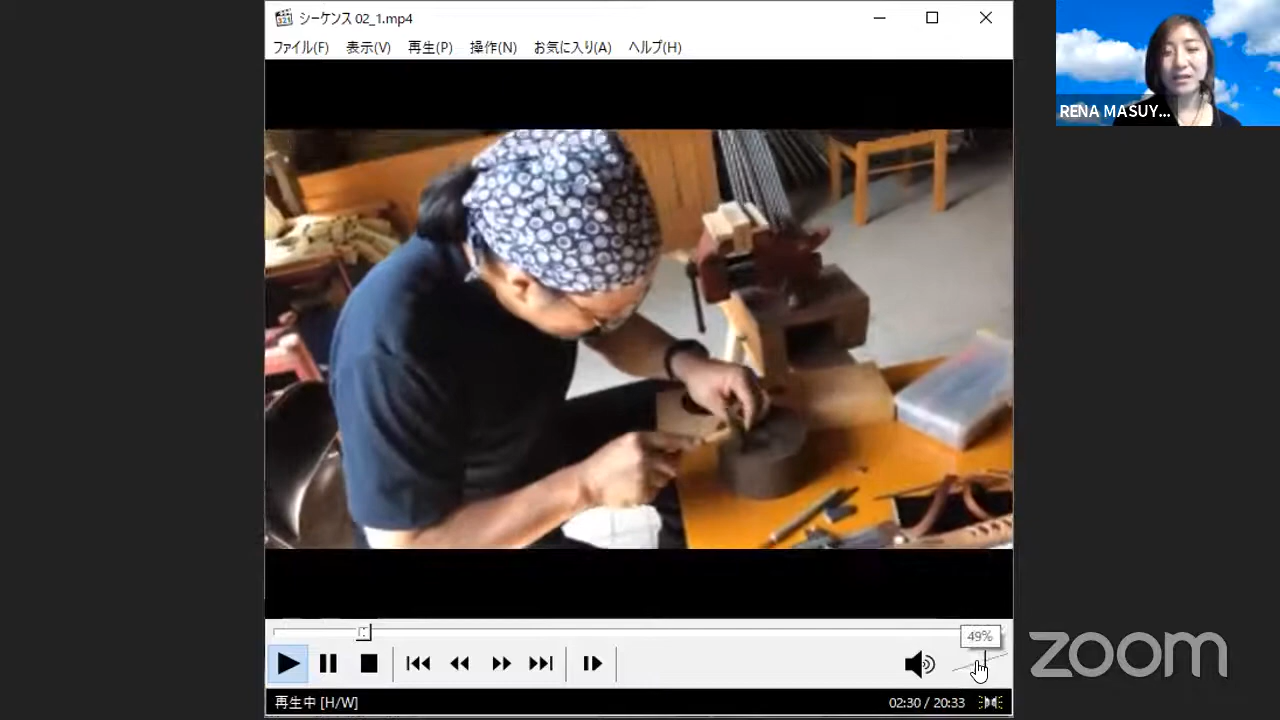 シーケンス 02_1.mp4
ファイル(F) 表示(V) 再生(P) 操作(N) お気に入り(A) ヘルプ(H)
RENA MASUY...
49%
zoom
再生中 [H/W]
02:30 / 20:33